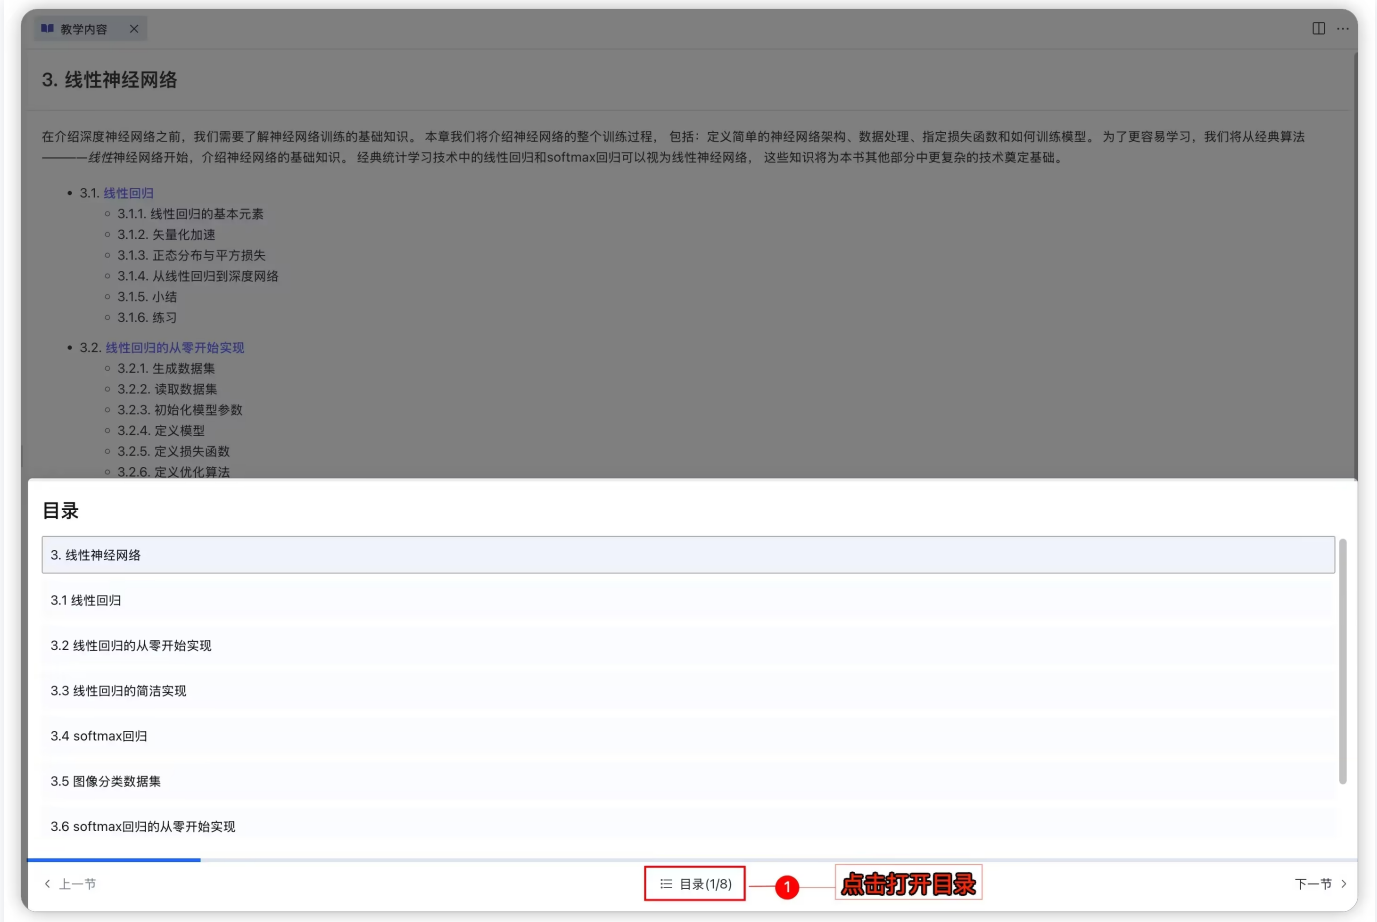 教学内容
3. 线性神经网络
在介绍深度神经网络之前，我们需要了解神经网络训练的基础知识。 本章我们将介绍神经网络的整个训练过程， 包括：定义简单的神经网络架构、数据处理、指定损失函数和如何训练模型。 为了更容易学习，我们将从经典算法
————线性神经网络开始，介绍神经网络的基础知识。 经典统计学习技术中的线性回归和softmax回归可以视为线性神经网络， 这些知识将为本书其他部分中更复杂的技术奠定基础。
• 3.1. 线性回归
◦ 3.1.1. 线性回归的基本元素
◦ 3.1.2. 矢量化加速
◦ 3.1.3. 正态分布与平方损失
◦ 3.1.4. 从线性回归到深度网络
◦ 3.1.5. 小结
◦ 3.1.6. 练习
• 3.2. 线性回归的从零开始实现
◦ 3.2.1. 生成数据集
◦ 3.2.2. 读取数据集
◦ 3.2.3. 初始化模型参数
◦ 3.2.4. 定义模型
◦ 3.2.5. 定义损失函数
◦ 3.2.6. 定义优化算法
目录
3. 线性神经网络
3.1 线性回归
3.2 线性回归的从零开始实现
3.3 线性回归的简洁实现
3.4 softmax回归
3.5 图像分类数据集
3.6 softmax回归的从零开始实现
上一节
目录(1/8)
1
点击打开目录
下一节